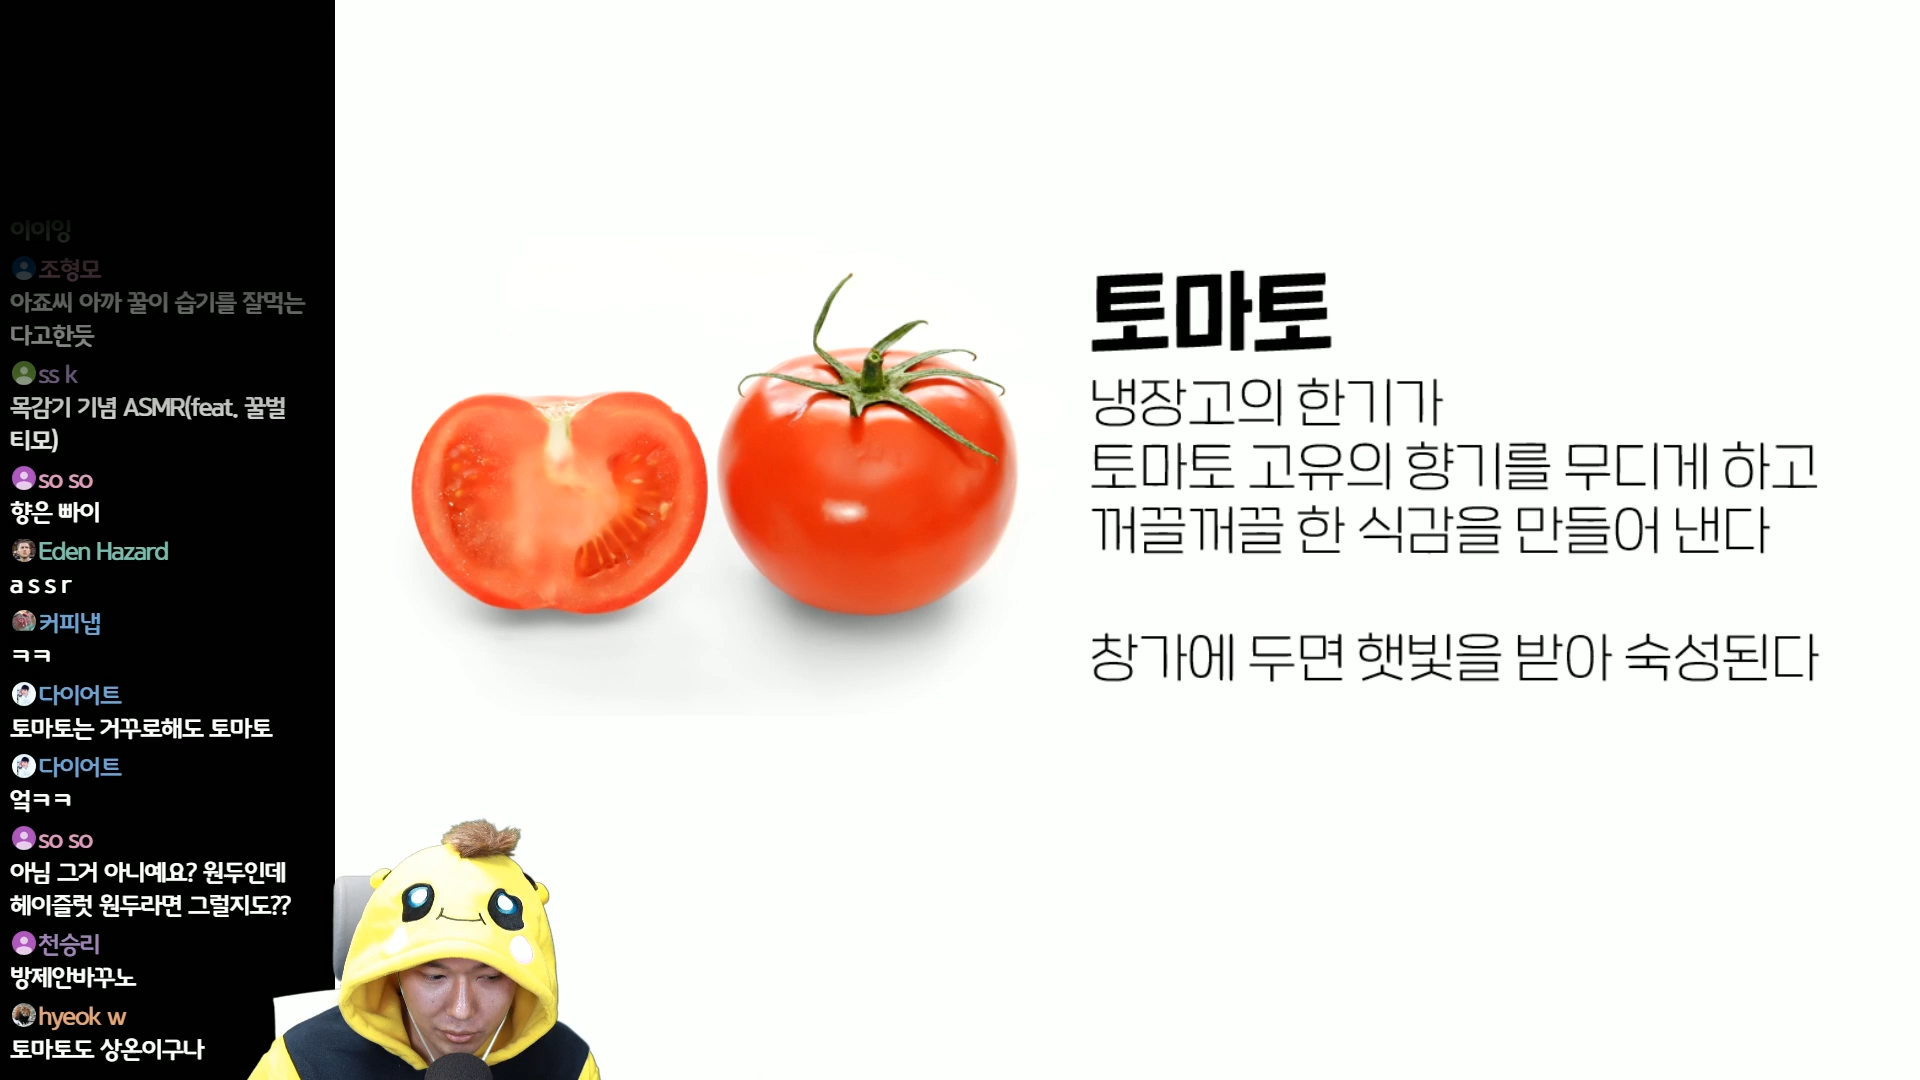 이이잉
조형모
아죠씨 아까 꿀이 습기를 잘먹는
다고한듯
ss k
목감기 기념 ASMR(feat. 꿀벌
티모)
so so
향은 빠이
Eden Hazard
a s s r
커피냅
ㅋㅋ
다이어트
토마토는 거꾸로해도 토마토
다이어트
엌ㅋㅋ
so so
아님 그거 아니예요? 원두인데
헤이즐럿 원두라면 그럴지도??
천승리
방제안바꾸노
hyeok w
토마토도 상온이구나
토마토
냉장고의 한기가
토마토 고유의 향기를 무디게 하고
꺼끌꺼끌 한 식감을 만들어 낸다
창가에 두면 햇빛을 받아 숙성된다